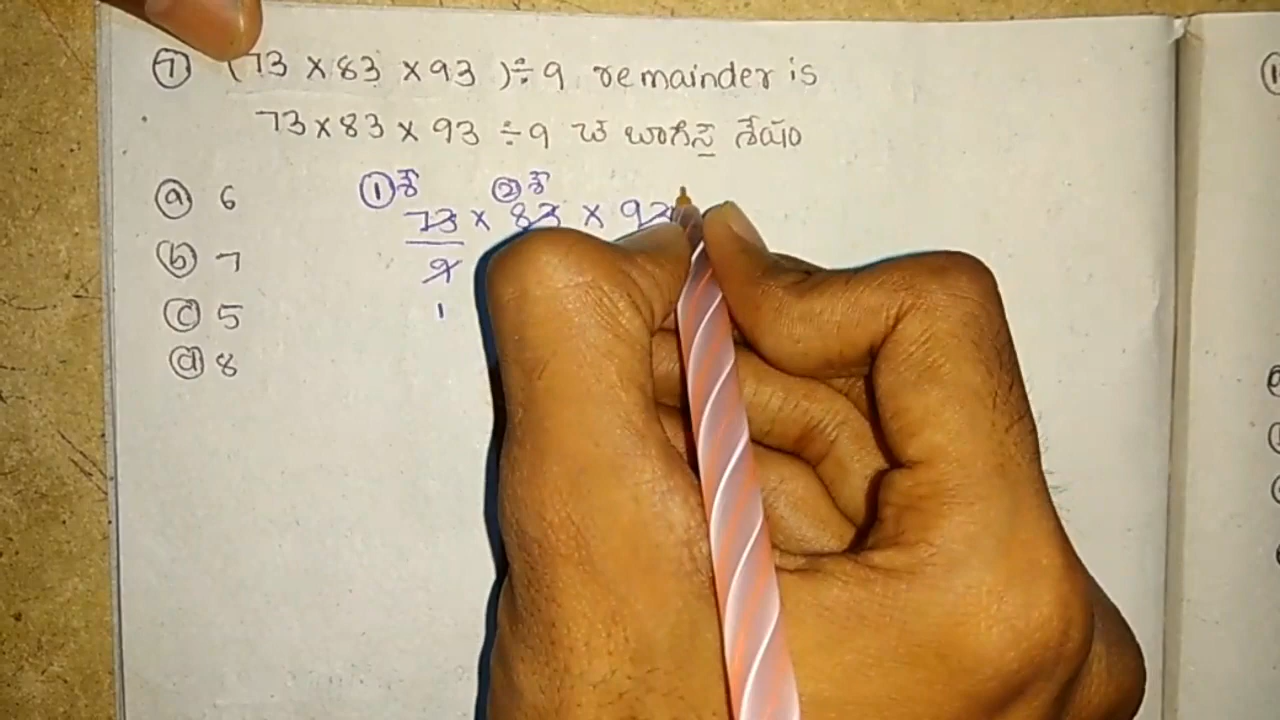 ⑦ (73 × 83 × 93 ) ÷ 9 remainder is
73 × 83 × 93 ÷ 9 చే బాగిస్తె శేషం
ⓐ 6
ⓑ 7
ⓒ 5
ⓓ 8
① శే ② శే
73 × 83 × 93
9
1